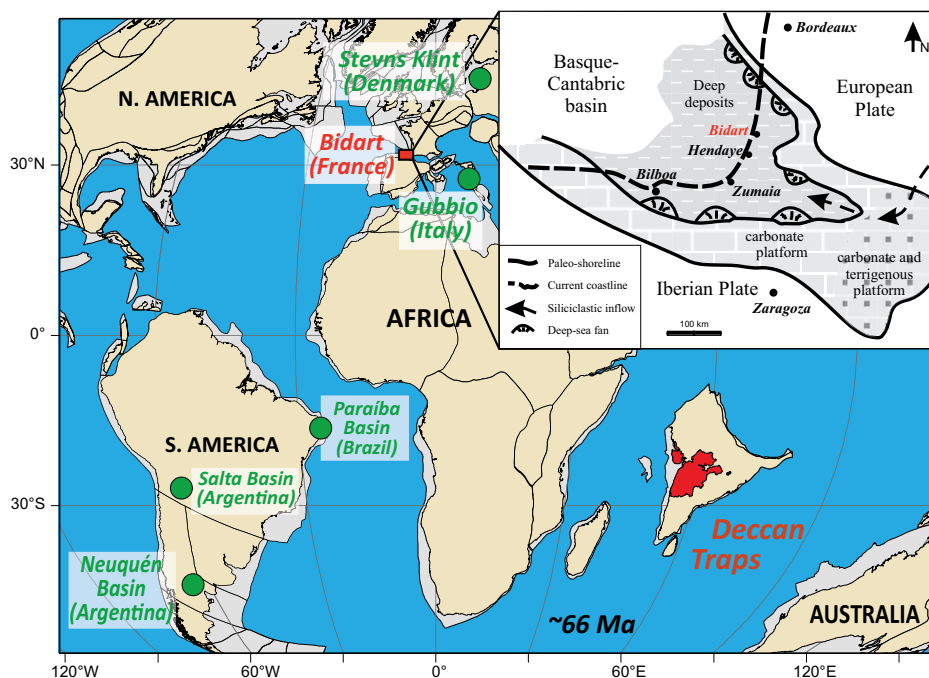 Stevns Klint
(Denmark)
N. AMERICA
Bidart
(France)
30°N
Gubbio
(Italy)
AFRICA
0°
Paraíba
Basin
(Brazil)
S. AMERICA
Salta Basin
(Argentina)
30°S
Deccan
Traps
Neuquén
Basin
(Argentina)
~66 Ma
AUSTRALIA
120°W
60°W
0°
60°E
120°E
Bordeaux
N
Basque-
Cantabric
basin
European
Plate
Deep
deposits
Bidart
Hendaye
Bilboa
Zumaia
carbonate
platform
carbonate and
terrigenous
platform
Paleo-shoreline
Current coastline
Siliciclastic inflow
Deep-sea fan
Iberian Plate
Zaragoza
100 km